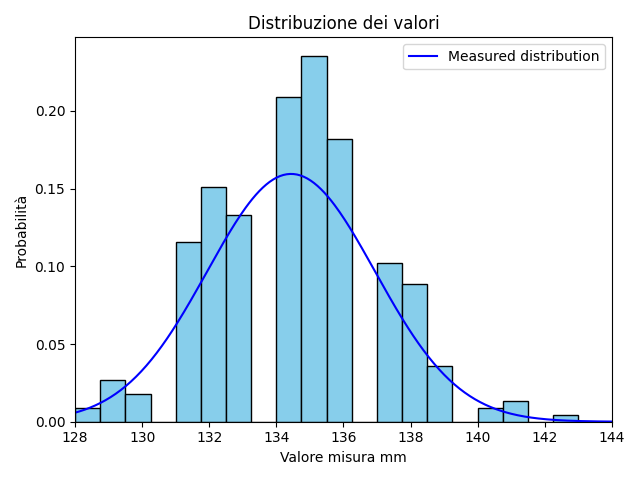 Distribuzione dei valori
Measured distribution
Probabilità
0.20
0.15
0.10
0.05
0.00
128 130 132 134 136 138 140 142 144
Valore misura mm